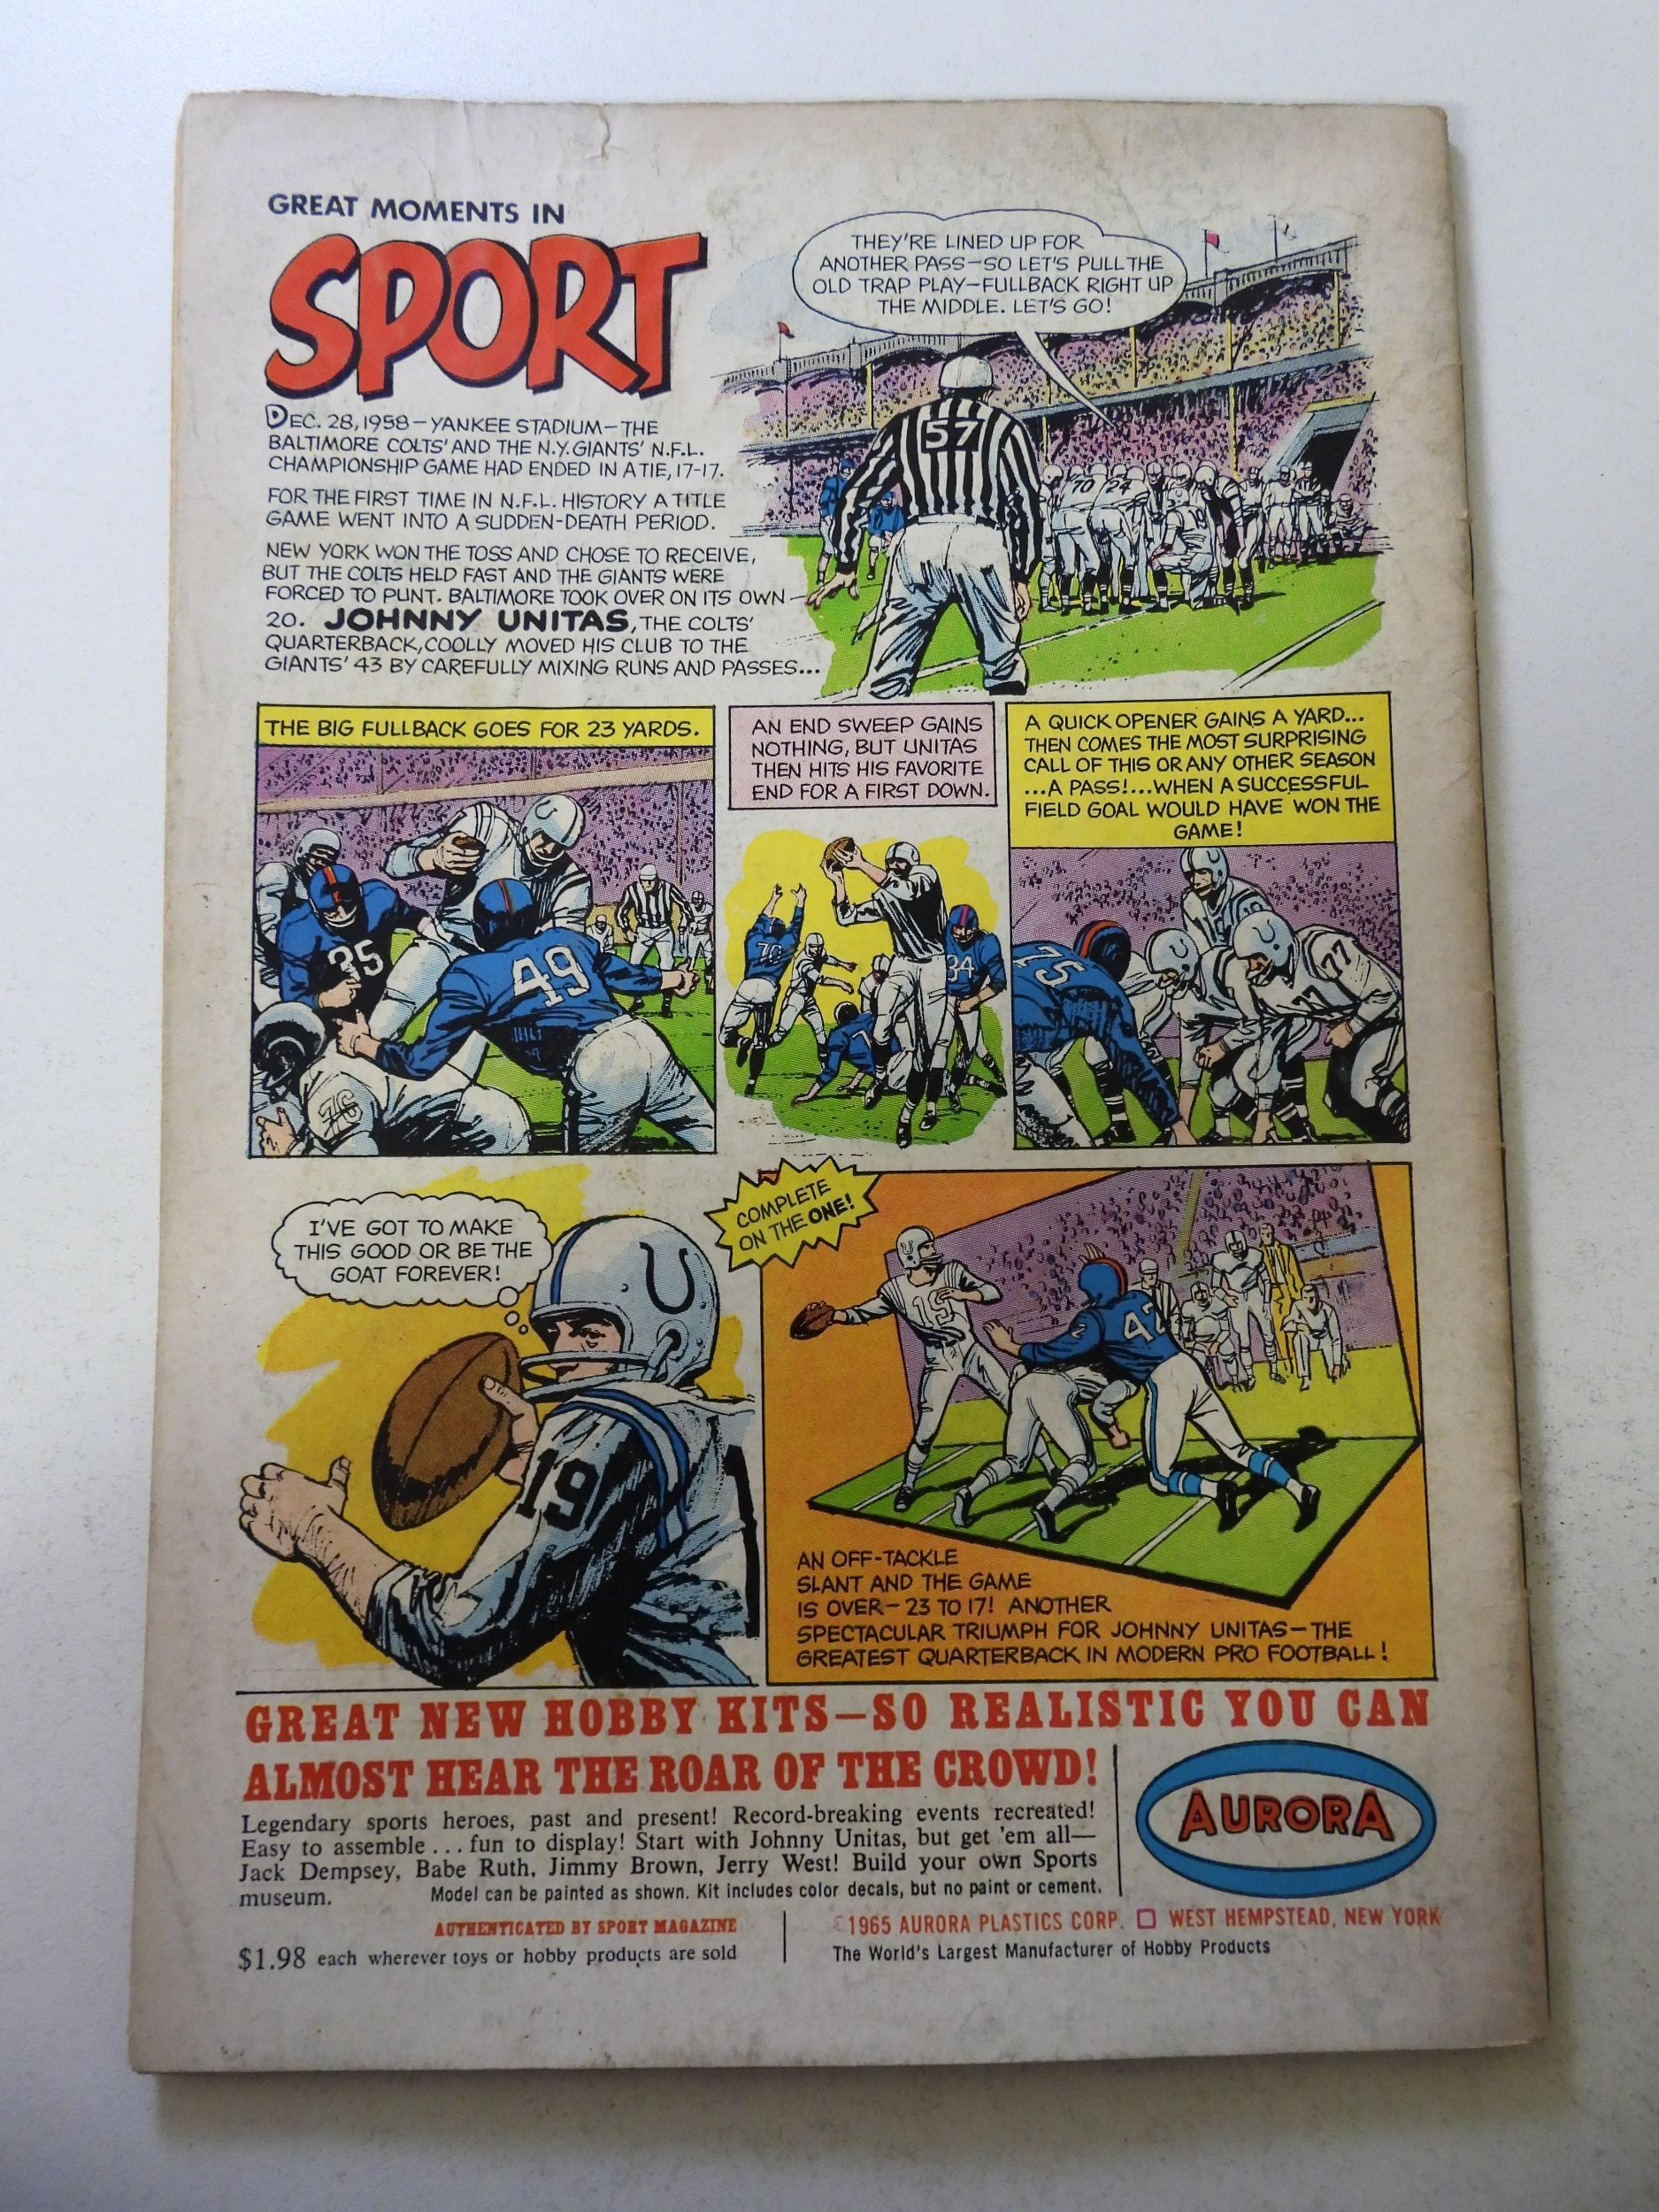 GREAT MOMENTS IN
SPORT
DEC. 28, 1958—YANKEE STADIUM—THE
BALTIMORE COLTS' AND THE N.Y. GIANTS' N.F.L.
CHAMPIONSHIP GAME HAD ENDED IN A TIE, 17-17.
FOR THE FIRST TIME IN N.F.L. HISTORY A TITLE
GAME WENT INTO A SUDDEN-DEATH PERIOD.
NEW YORK WON THE TOSS AND CHOSE TO RECEIVE,
BUT THE COLTS HELD FAST AND THE GIANTS WERE
FORCED TO PUNT. BALTIMORE TOOK OVER ON ITS OWN
20. JOHNNY UNITAS, THE COLTS'
QUARTERBACK, COOLLY MOVED HIS CLUB TO THE
GIANTS' 43 BY CAREFULLY MIXING RUNS AND PASSES...
THEY'RE LINED UP FOR
ANOTHER PASS—SO LET'S PULL THE
OLD TRAP PLAY—FULLBACK RIGHT UP
THE MIDDLE. LET'S GO!
57
70 24
19
THE BIG FULLBACK GOES FOR 23 YARDS.
35
49
76
AN END SWEEP GAINS
NOTHING, BUT UNITAS
THEN HITS HIS FAVORITE
END FOR A FIRST DOWN.
70
34
A QUICK OPENER GAINS A YARD...
THEN COMES THE MOST SURPRISING
CALL OF THIS OR ANY OTHER SEASON
...A PASS!...WHEN A SUCCESSFUL
FIELD GOAL WOULD HAVE WON THE
GAME!
75
77
77
I'VE GOT TO MAKE
THIS GOOD OR BE THE
GOAT FOREVER!
19
COMPLETE
ON THE ONE!
19
42
AN OFF-TACKLE
SLANT AND THE GAME
IS OVER—23 TO 17! ANOTHER
SPECTACULAR TRIUMPH FOR JOHNNY UNITAS—THE
GREATEST QUARTERBACK IN MODERN PRO FOOTBALL!
GREAT NEW HOBBY KITS—SO REALISTIC YOU CAN
ALMOST HEAR THE ROAR OF THE CROWD!
Legendary sports heroes, past and present! Record-breaking events recreated!
Easy to assemble...fun to display! Start with Johnny Unitas, but get 'em all—
Jack Dempsey, Babe Ruth, Jimmy Brown, Jerry West! Build your own Sports
museum. Model can be painted as shown. Kit includes color decals, but no paint or cement.
AURORA
AUTHENTICATED BY SPORT MAGAZINE
$1.98 each wherever toys or hobby products are sold
©1965 AURORA PLASTICS CORP. □ WEST HEMPSTEAD, NEW YORK
The World's Largest Manufacturer of Hobby Products